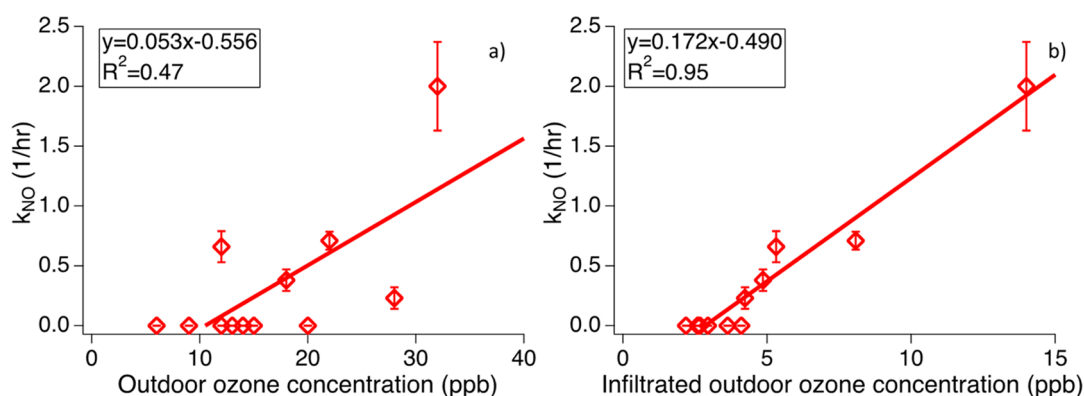 2.5
2.0
1.5
1.0
0.5
0.0
k_NO (1/hr)
y=0.053x-0.556
R²=0.47
a)
0
10
20
30
40
Outdoor ozone concentration (ppb)
2.5
2.0
1.5
1.0
0.5
0.0
k_NO (1/hr)
y=0.172x-0.490
R²=0.95
b)
0
5
10
15
Infiltrated outdoor ozone concentration (ppb)